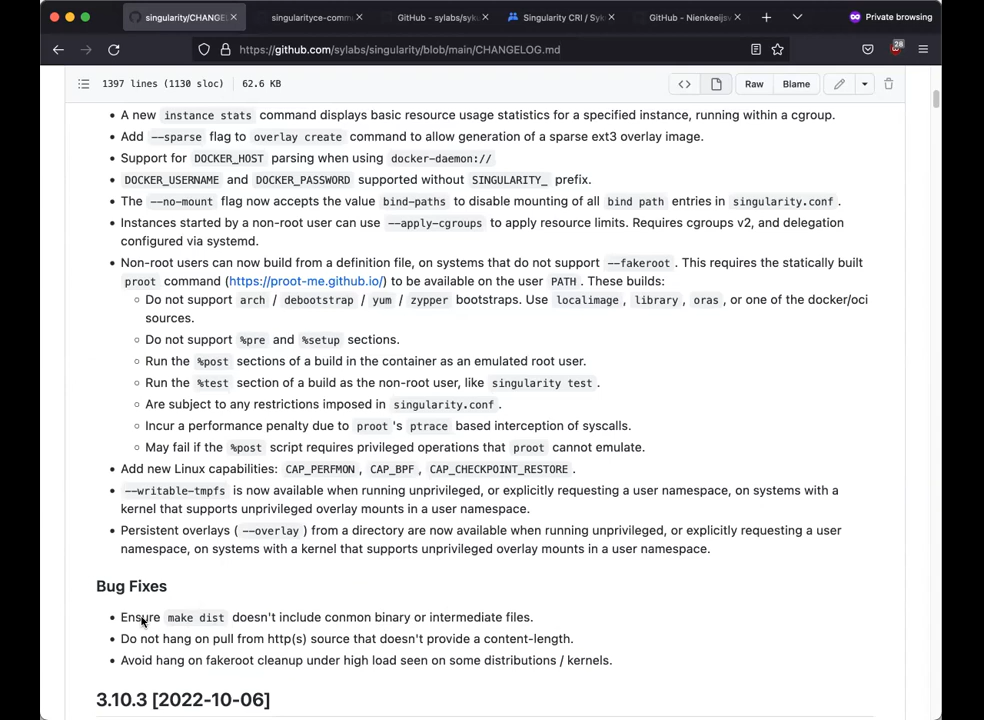 singularity/CHANGEL
singularityce-comm
GitHub - sylabs/syku
Singularity CRI / Syku
GitHub - Nienkeeijsv
Private browsing
https://github.com/sylabs/singularity/blob/main/CHANGELOG.md
28
1397 lines (1130 sloc) 62.6 KB
Raw Blame
• A new instance stats command displays basic resource usage statistics for a specified instance, running within a cgroup.
• Add --sparse flag to overlay create command to allow generation of a sparse ext3 overlay image.
• Support for DOCKER_HOST parsing when using docker-daemon://
• DOCKER_USERNAME and DOCKER_PASSWORD supported without SINGULARITY_ prefix.
• The --no-mount flag now accepts the value bind-paths to disable mounting of all bind path entries in singularity.conf.
• Instances started by a non-root user can use --apply-cgroups to apply resource limits. Requires cgroups v2, and delegation
configured via systemd.
• Non-root users can now build from a definition file, on systems that do not support --fakeroot. This requires the statically built
proot command (https://proot-me.github.io/) to be available on the user PATH. These builds:
◦ Do not support arch / debootstrap / yum / zypper bootstraps. Use localimage, library, oras, or one of the docker/oci
sources.
◦ Do not support %pre and %setup sections.
◦ Run the %post sections of a build in the container as an emulated root user.
◦ Run the %test section of a build as the non-root user, like singularity test.
◦ Are subject to any restrictions imposed in singularity.conf.
◦ Incur a performance penalty due to proot's ptrace based interception of syscalls.
◦ May fail if the %post script requires privileged operations that proot cannot emulate.
• Add new Linux capabilities: CAP_PERFMON, CAP_BPF, CAP_CHECKPOINT_RESTORE.
• --writable-tmpfs is now available when running unprivileged, or explicitly requesting a user namespace, on systems with a
kernel that supports unprivileged overlay mounts in a user namespace.
• Persistent overlays (--overlay) from a directory are now available when running unprivileged, or explicitly requesting a user
namespace, on systems with a kernel that supports unprivileged overlay mounts in a user namespace.
Bug Fixes
• Ensure make dist doesn't include conmon binary or intermediate files.
• Do not hang on pull from http(s) source that doesn't provide a content-length.
• Avoid hang on fakeroot cleanup under high load seen on some distributions / kernels.
3.10.3 [2022-10-06]